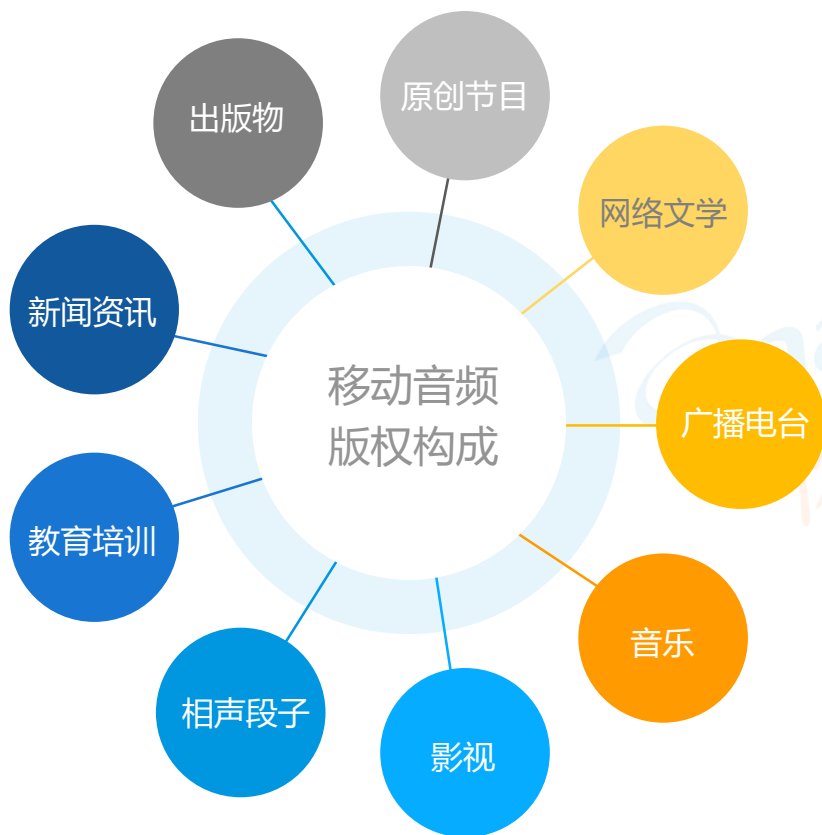 移动音频
版权构成
原创节目
网络文学
广播电台
音乐
影视
相声段子
教育培训
新闻资讯
出版物